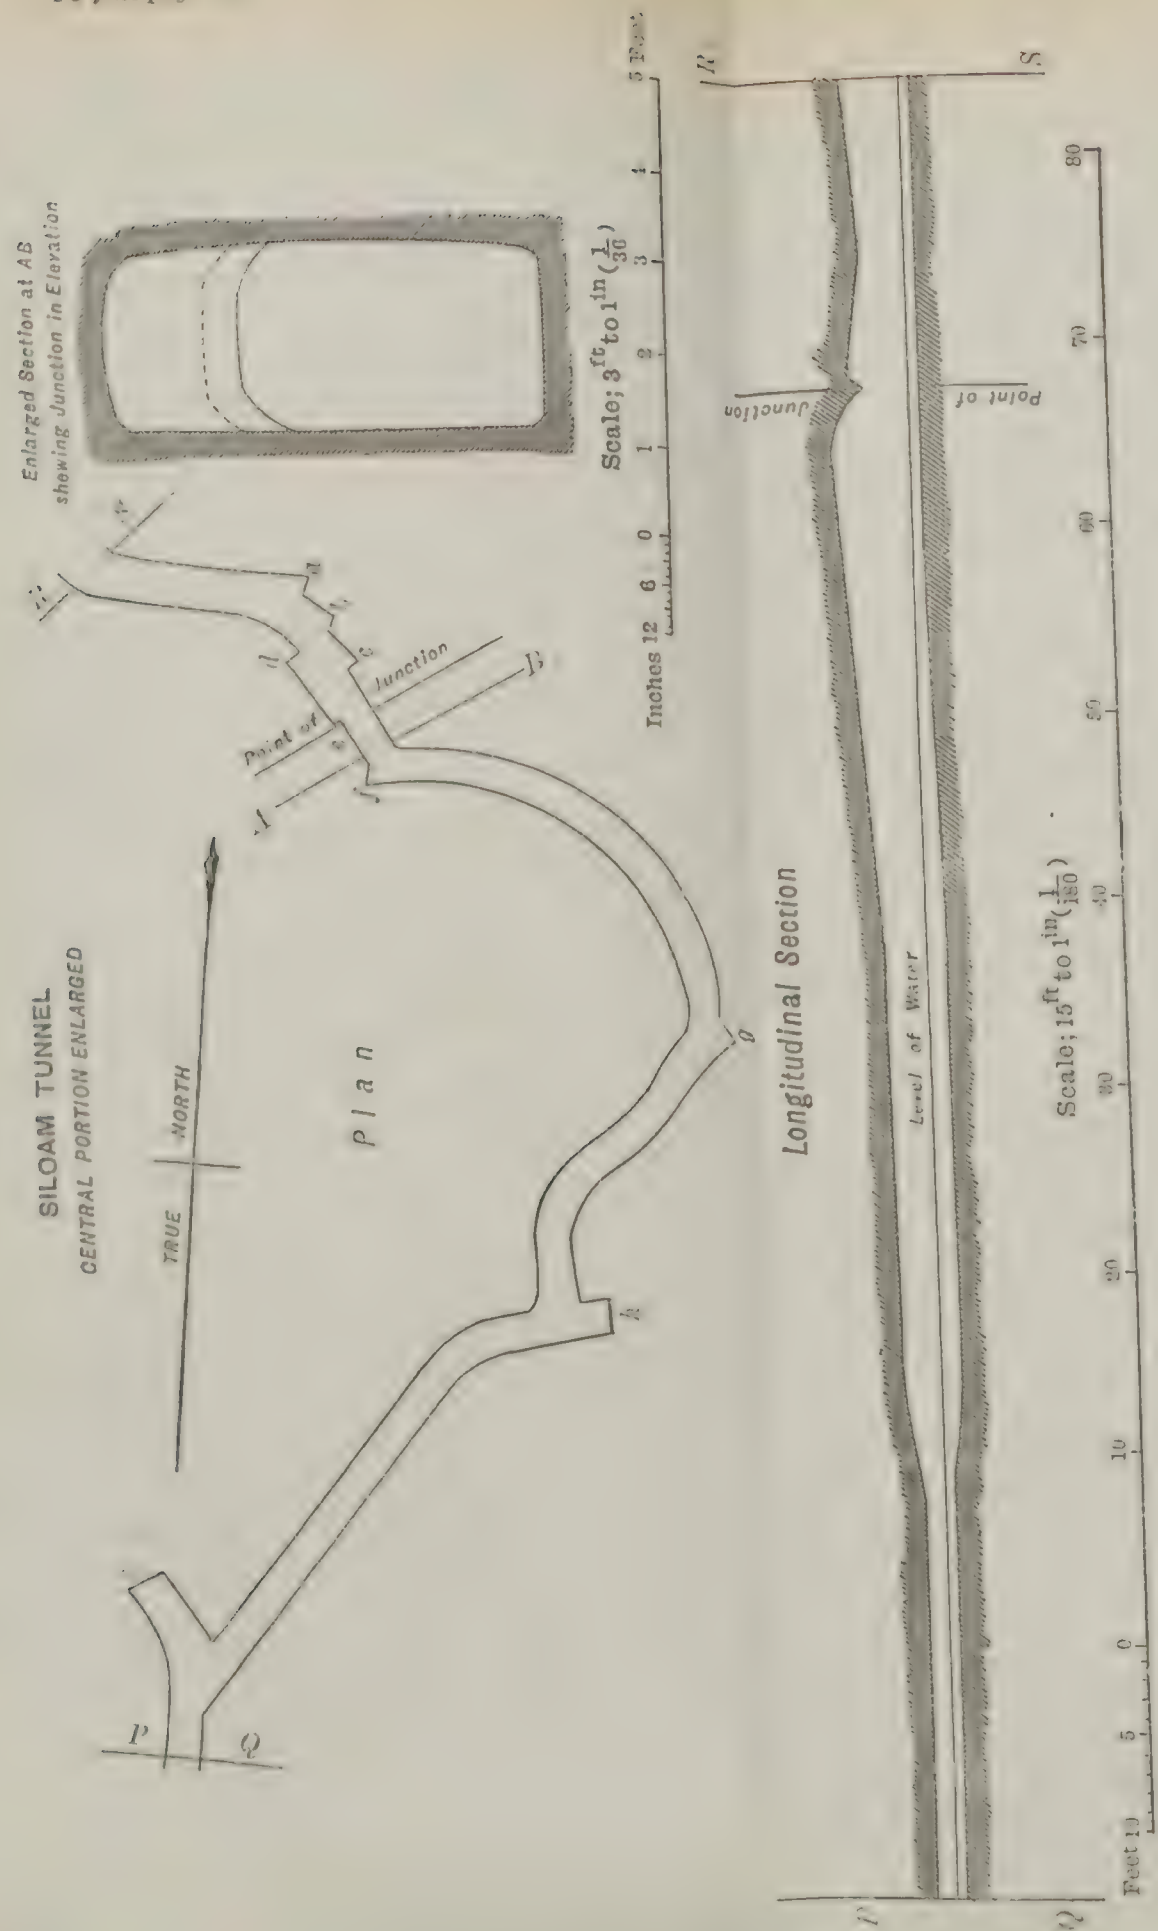 SILOAM TUNNEL
CENTRAL PORTION ENLARGED
TRUE NORTH
Plan
Enlarged Section at AB
shewing Junction in Elevation
Scale; 3ft to 1in (1/36)
Inches 12 6 0 1 2 3 4 5 Feet
R
S
a
b
c
d
e
f
g
h
Point of
Junction
A
B
P
Q
Longitudinal Section
R
S
Junction
Point of
Level of Water
P
Q
Scale; 15ft to 1in (1/180)
Feet 10 5 0 10 20 30 40 50 60 70 80